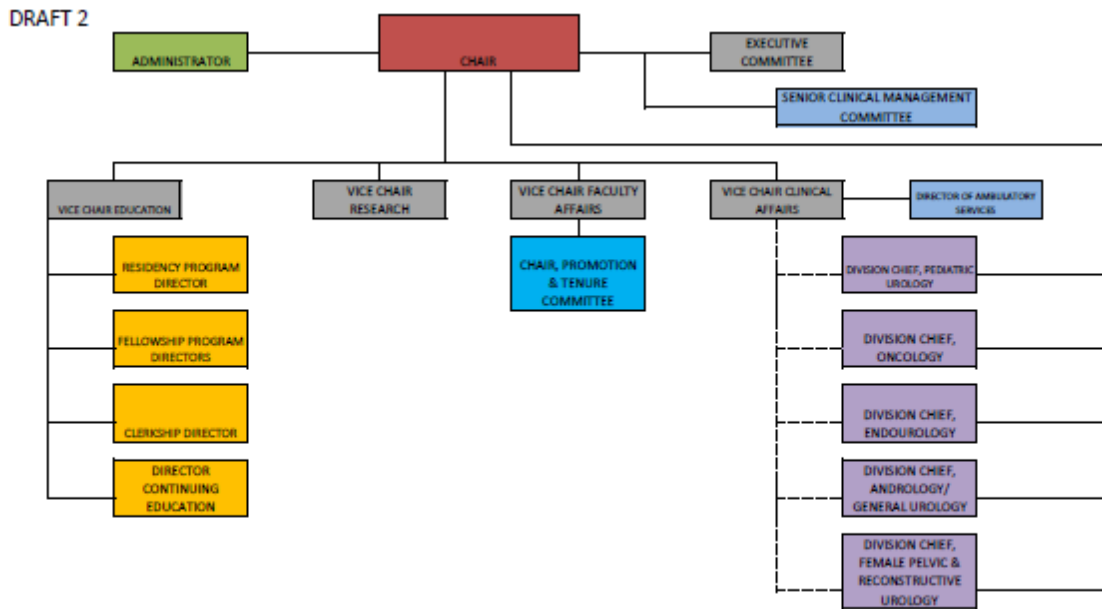 DRAFT 2
ADMINISTRATOR
CHAIR
EXECUTIVE
COMMITTEE
SENIOR CLINICAL MANAGEMENT
COMMITTEE
VICE CHAIR EDUCATION
VICE CHAIR
RESEARCH
VICE CHAIR FACULTY
AFFAIRS
VICE CHAIR CLINICAL
AFFAIRS
DIRECTOR OF AMBULATORY
SERVICES
RESIDENCY PROGRAM
DIRECTOR
CHAIR, PROMOTION
& TENURE
COMMITTEE
DIVISION CHIEF, PEDIATRIC
UROLOGY
FELLOWSHIP PROGRAM
DIRECTORS
DIVISION CHIEF,
ONCOLOGY
CLERKSHIP DIRECTOR
DIVISION CHIEF,
ENDOUROLOGY
DIRECTOR
CONTINUING
EDUCATION
DIVISION CHIEF,
ANDROLOGY/
GENERAL UROLOGY
DIVISION CHIEF,
FEMALE PELVIC &
RECONSTRUCTIVE
UROLOGY